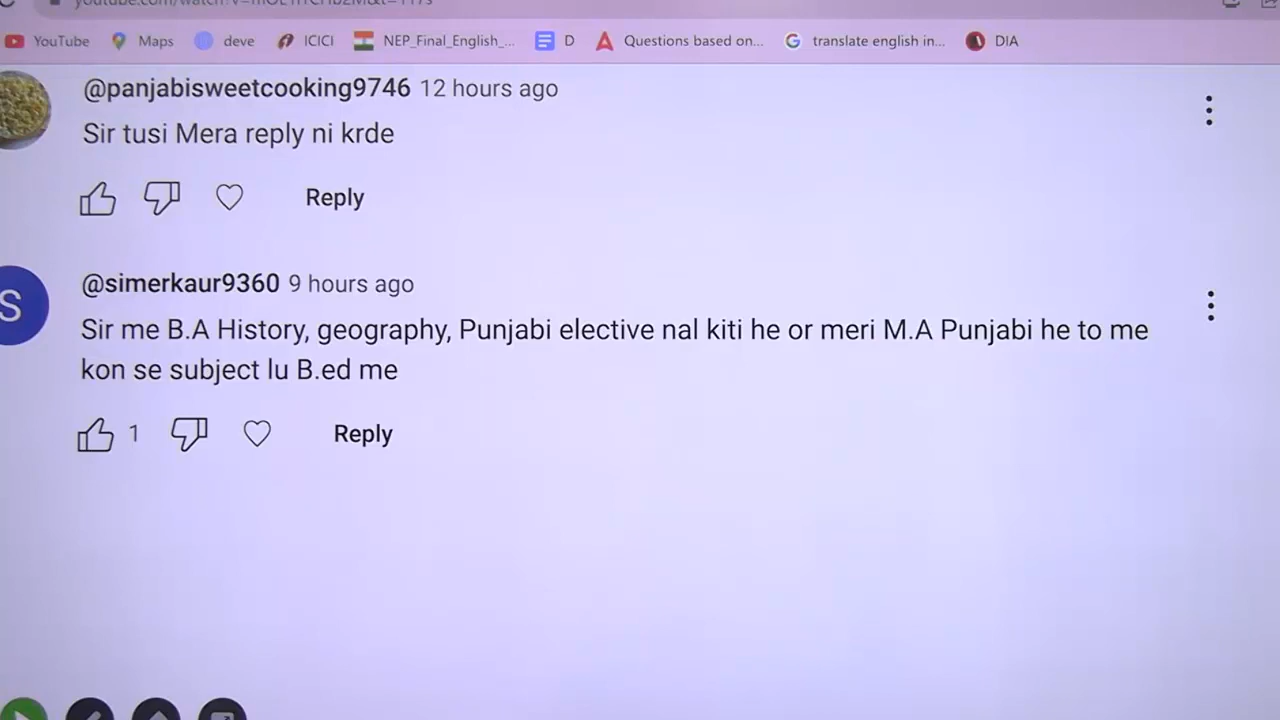 YouTube Maps deve ICICI NEP_Final_English_... D Questions based on... translate english in... DIA
@panjabisweetcooking9746 12 hours ago
Sir tusi Mera reply ni krde
Reply
S
@simerkaur9360 9 hours ago
Sir me B.A History, geography, Punjabi elective nal kiti he or meri M.A Punjabi he to me
kon se subject lu B.ed me
1 Reply